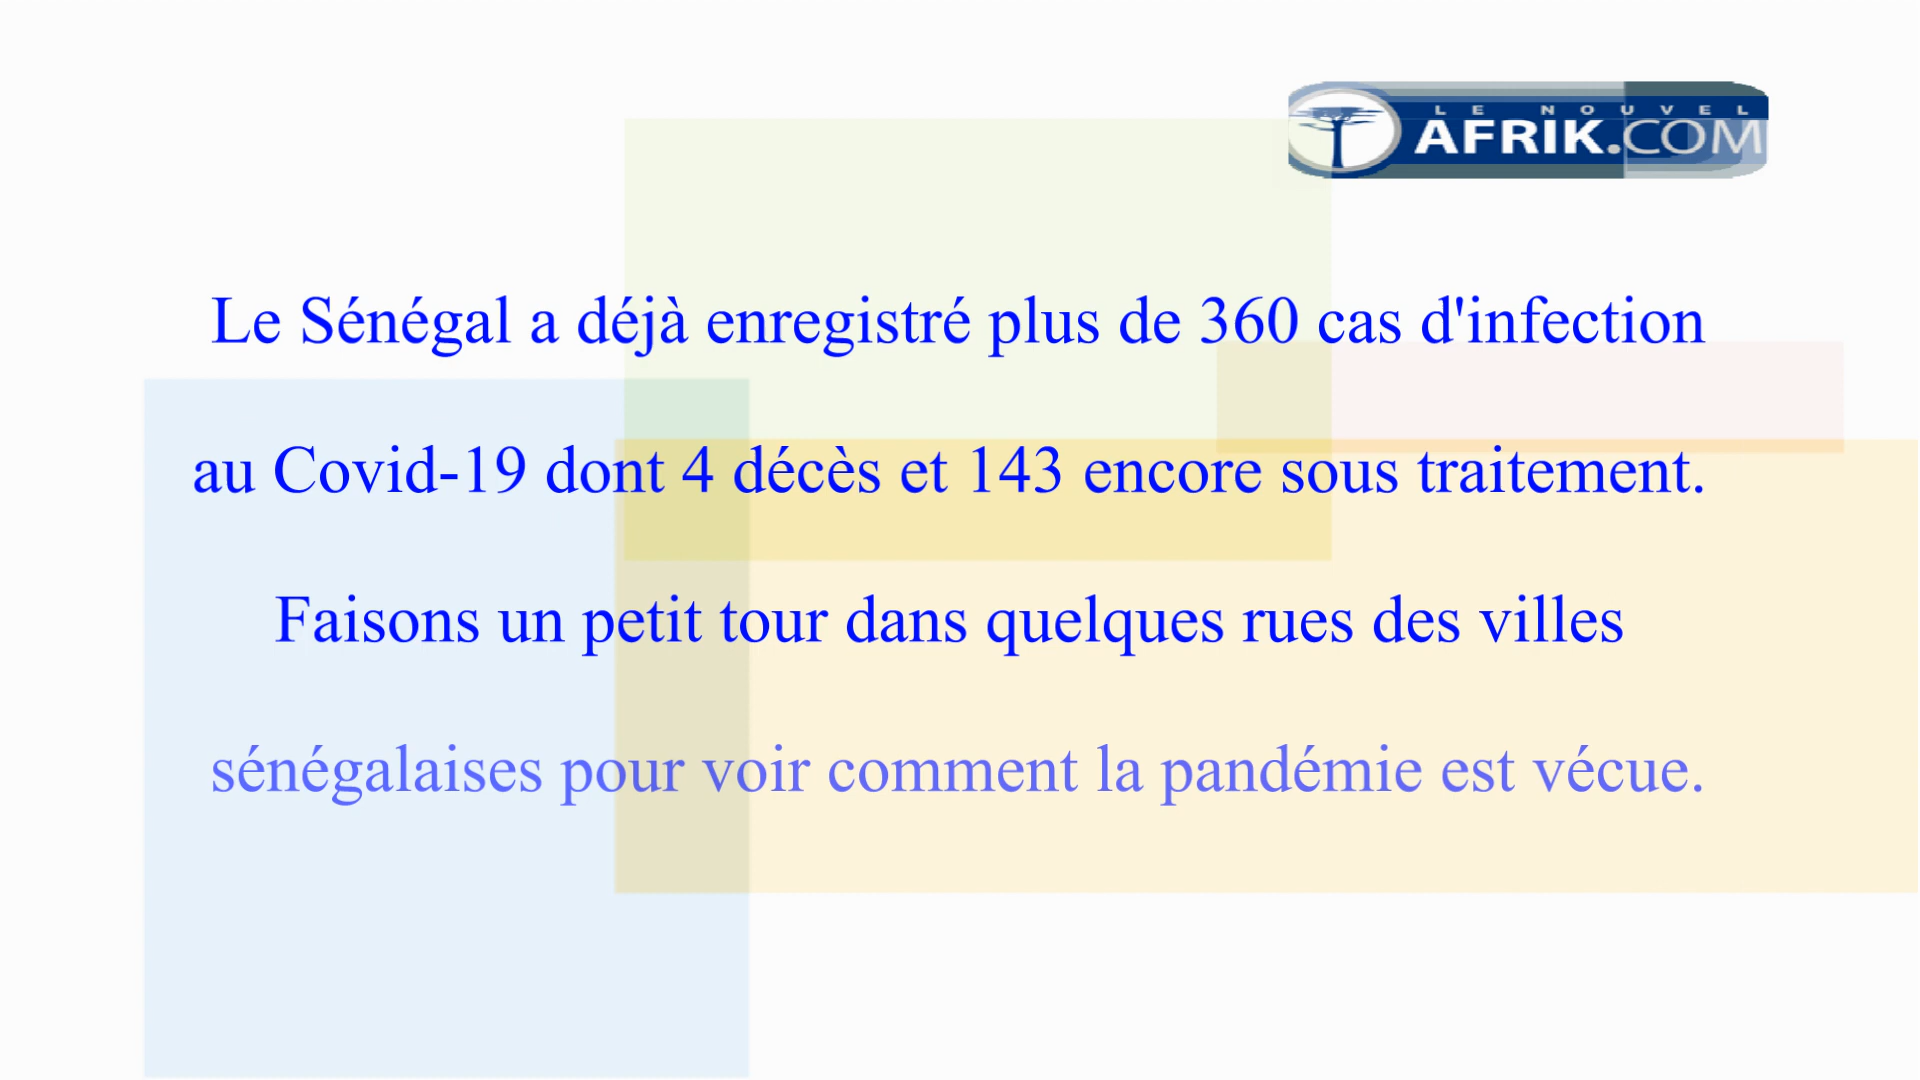 LE NOUVEL
AFRIK.COM
Le Sénégal a déjà enregistré plus de 360 cas d'infection
au Covid-19 dont 4 décès et 143 encore sous traitement.
Faisons un petit tour dans quelques rues des villes
sénégalaises pour voir comment la pandémie est vécue.